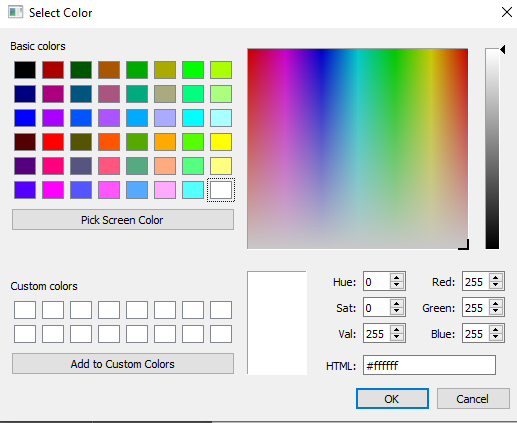 Select Color
Basic colors
Pick Screen Color
Custom colors
Add to Custom Colors
Hue: 0 Red: 255
Sat: 0 Green: 255
Val: 255 Blue: 255
HTML: #ffffff
OK Cancel